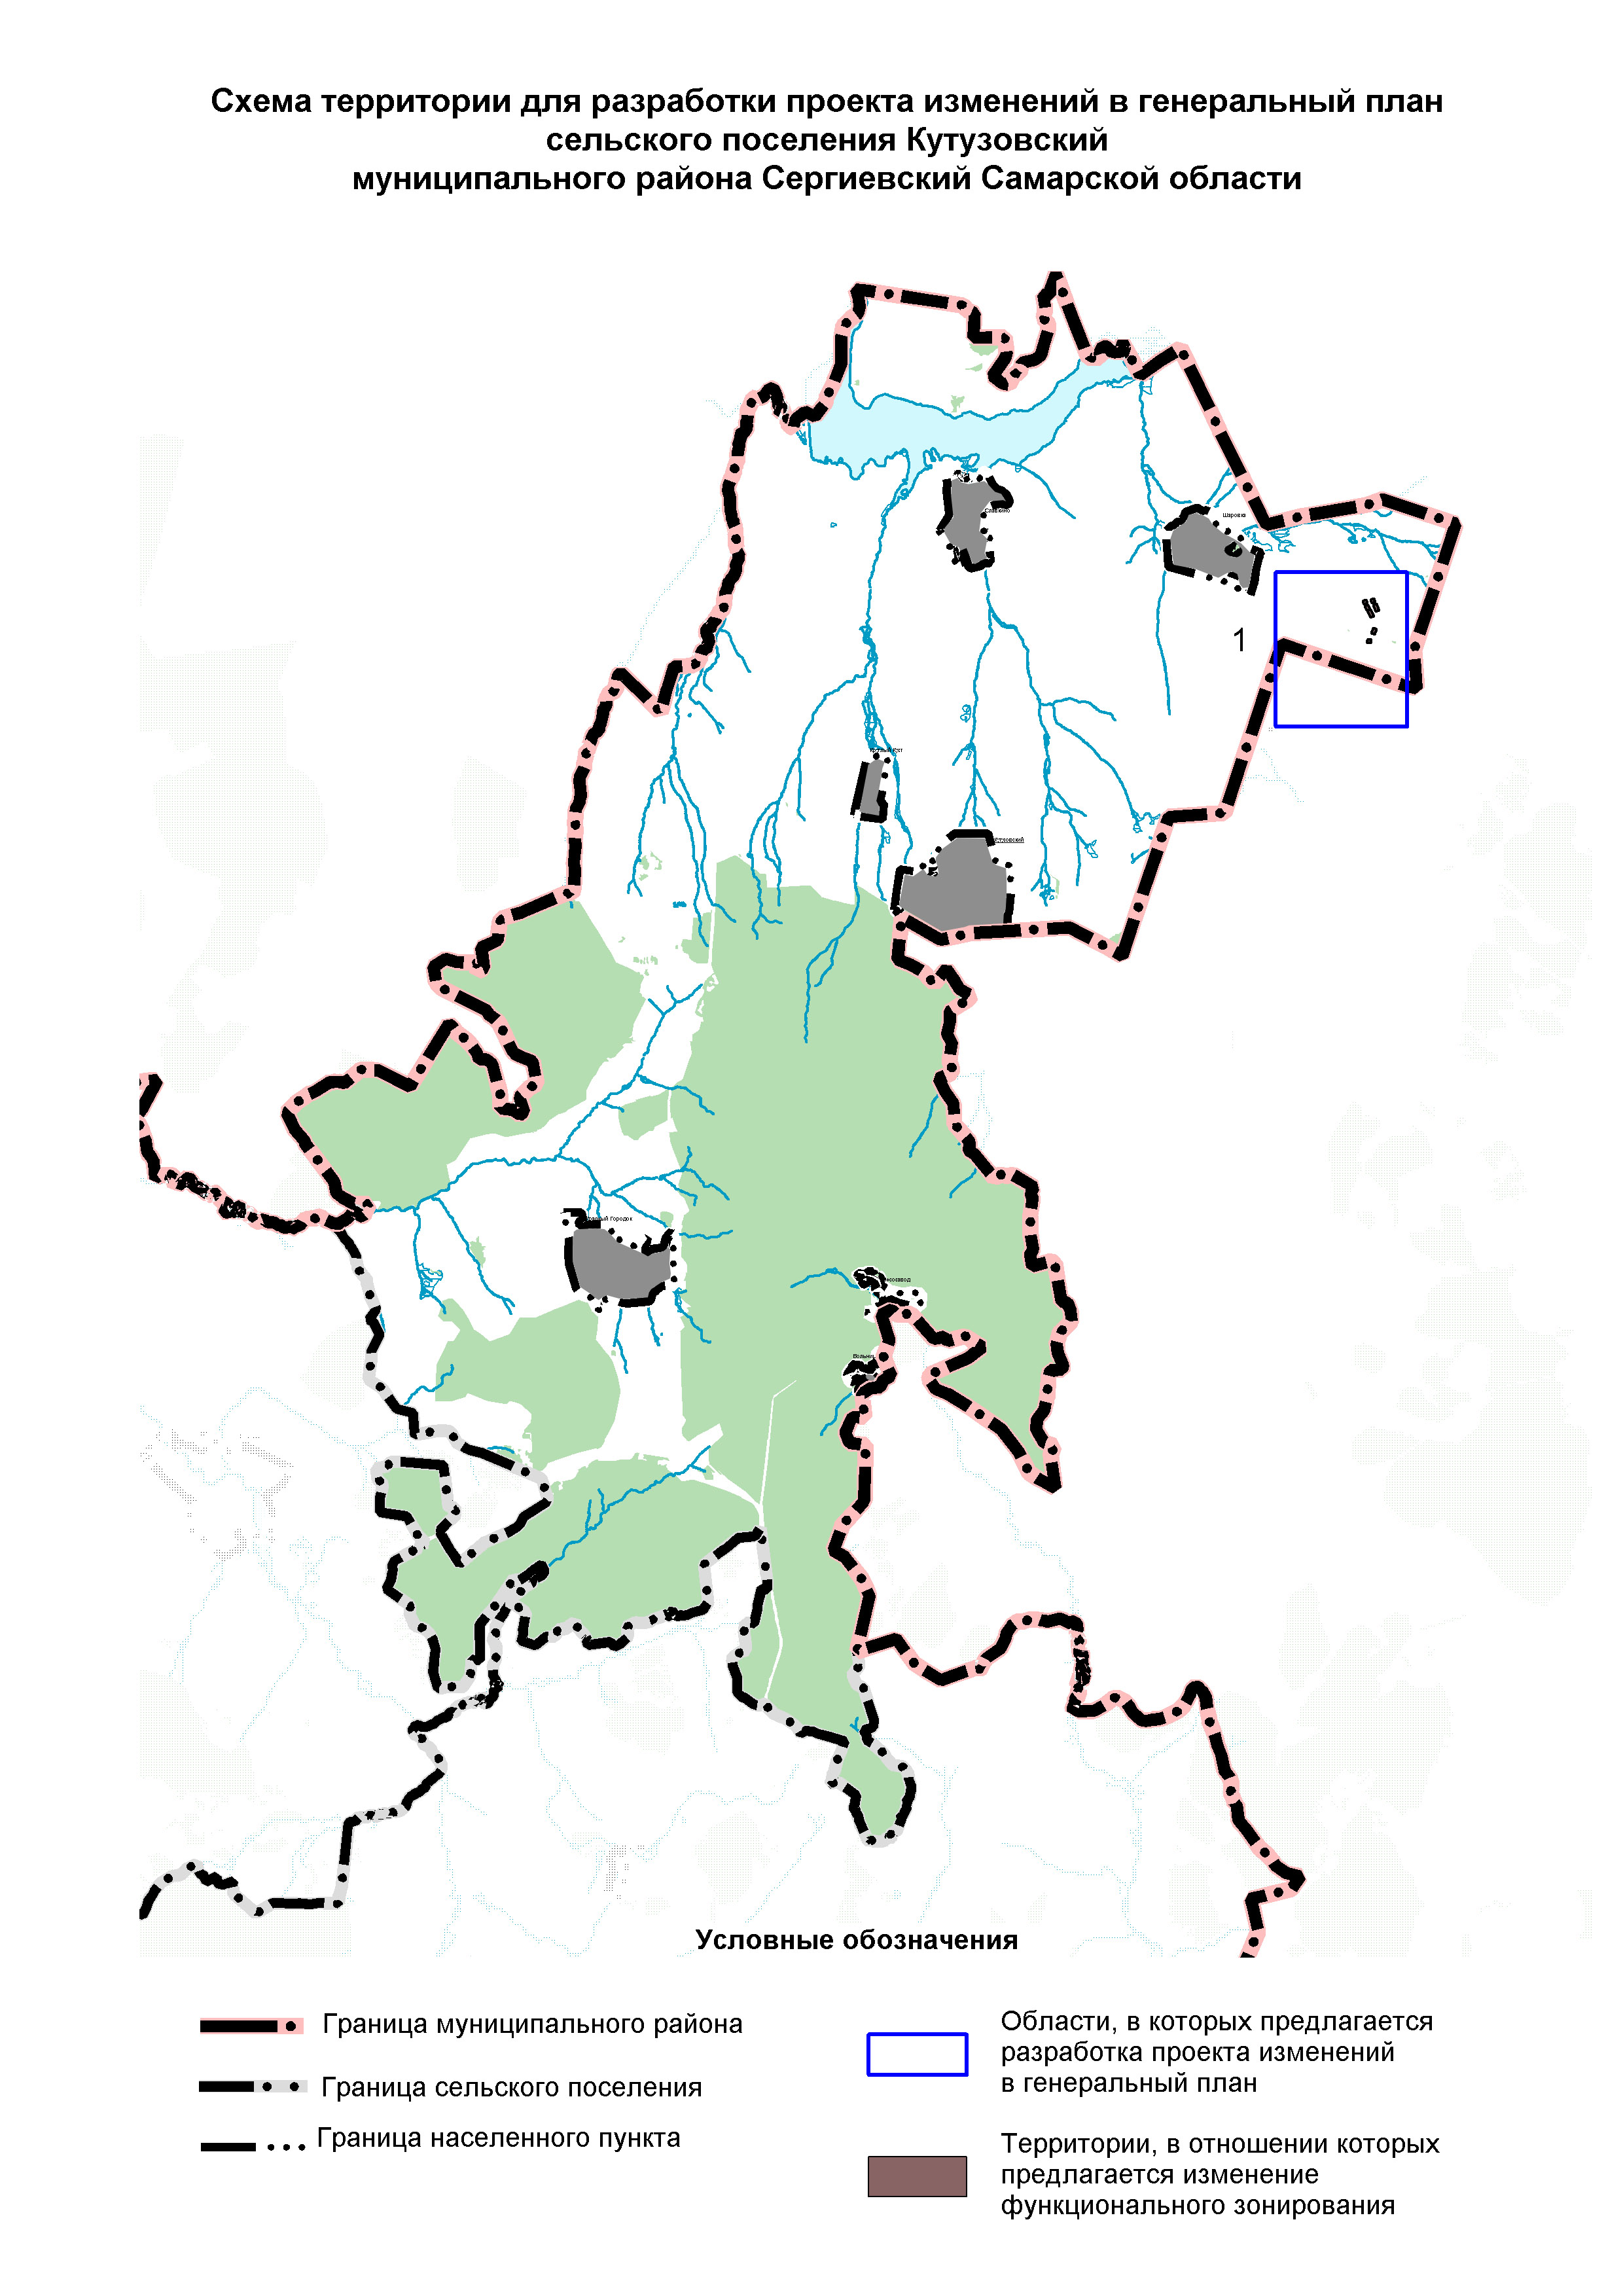 Схема территории для разработки проекта изменений в генеральный план
сельского поселения Кутузовский
муниципального района Сергиевский Самарской области
Шаровка
1
Городок
Условные обозначения
Граница муниципального района
Граница сельского поселения
Граница населенного пункта
Области, в которых предлагается
разработка проекта изменений
в генеральный план
Территории, в отношении которых
предлагается изменение
функционального зонирования